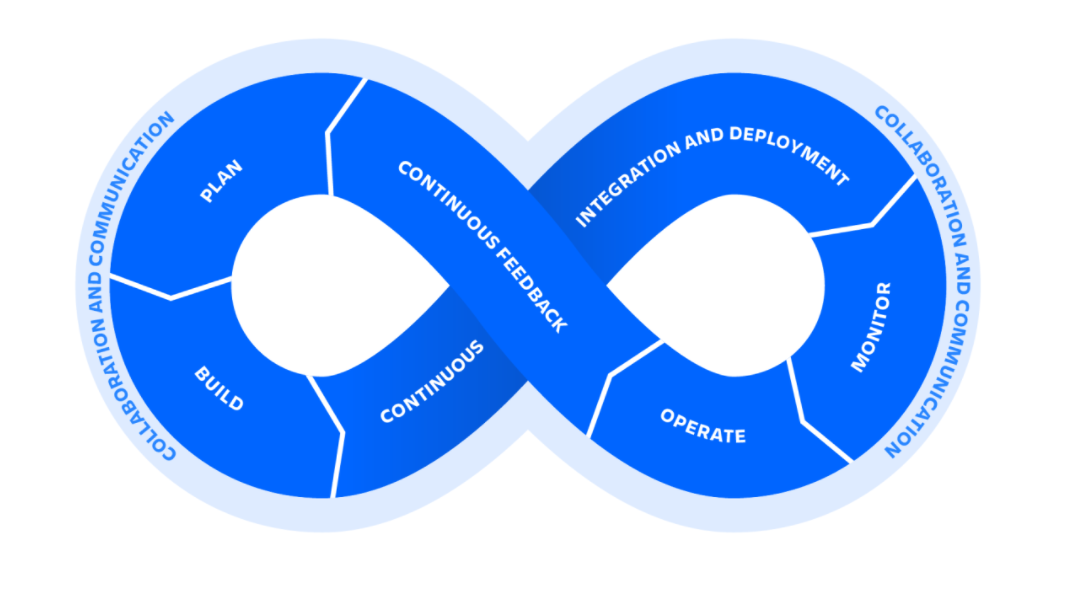 COLLABORATION AND COMMUNICATION
PLAN
BUILD
CONTINUOUS
INTEGRATION AND DEPLOYMENT
MONITOR
OPERATE
CONTINUOUS FEEDBACK
COLLABORATION AND COMMUNICATION